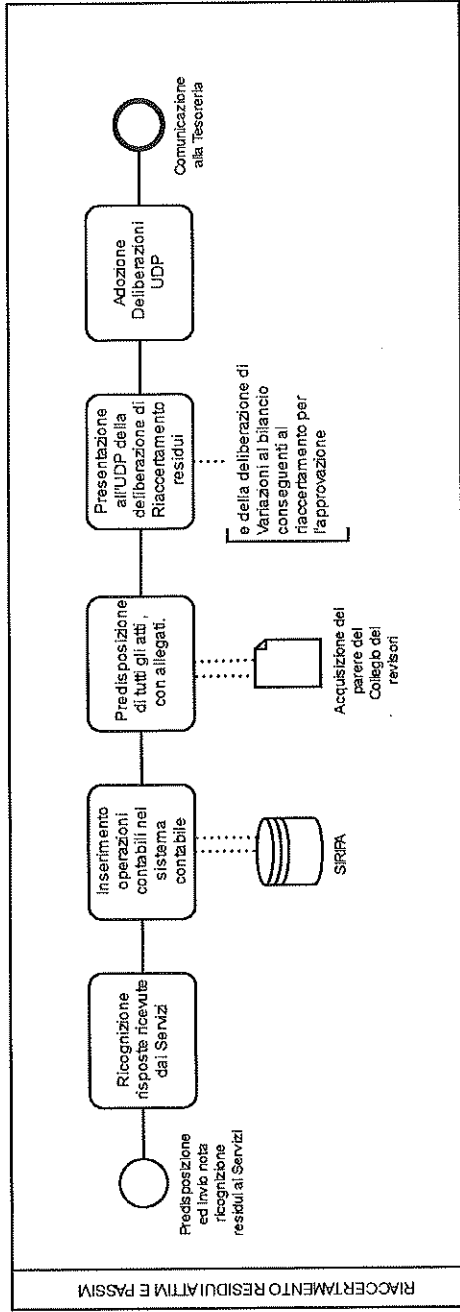 RIACCERTAMENTO RESIDUI ATTIVI E PASSIVI
Predisposizione
ed invio nota
ricognizione
residui ai Servizi
Ricognizione
risposte ricevute
dai Servizi
Inserimento
operazioni
contabili nel
sistema
contabile
SIRIPA
Predisposizione
di tutti gli atti ,
con allegati.
Acquisizione del
parere del
Collegio dei
revisori
Presentazione
all'UDP della
deliberazione di
Riaccertamento
residui
e della deliberazione di
Variazioni al bilancio
conseguenti al
riaccertamento per
l'approvazione
Adozione
Deliberazioni
UDP
Comunicazione
alla Tesoreria